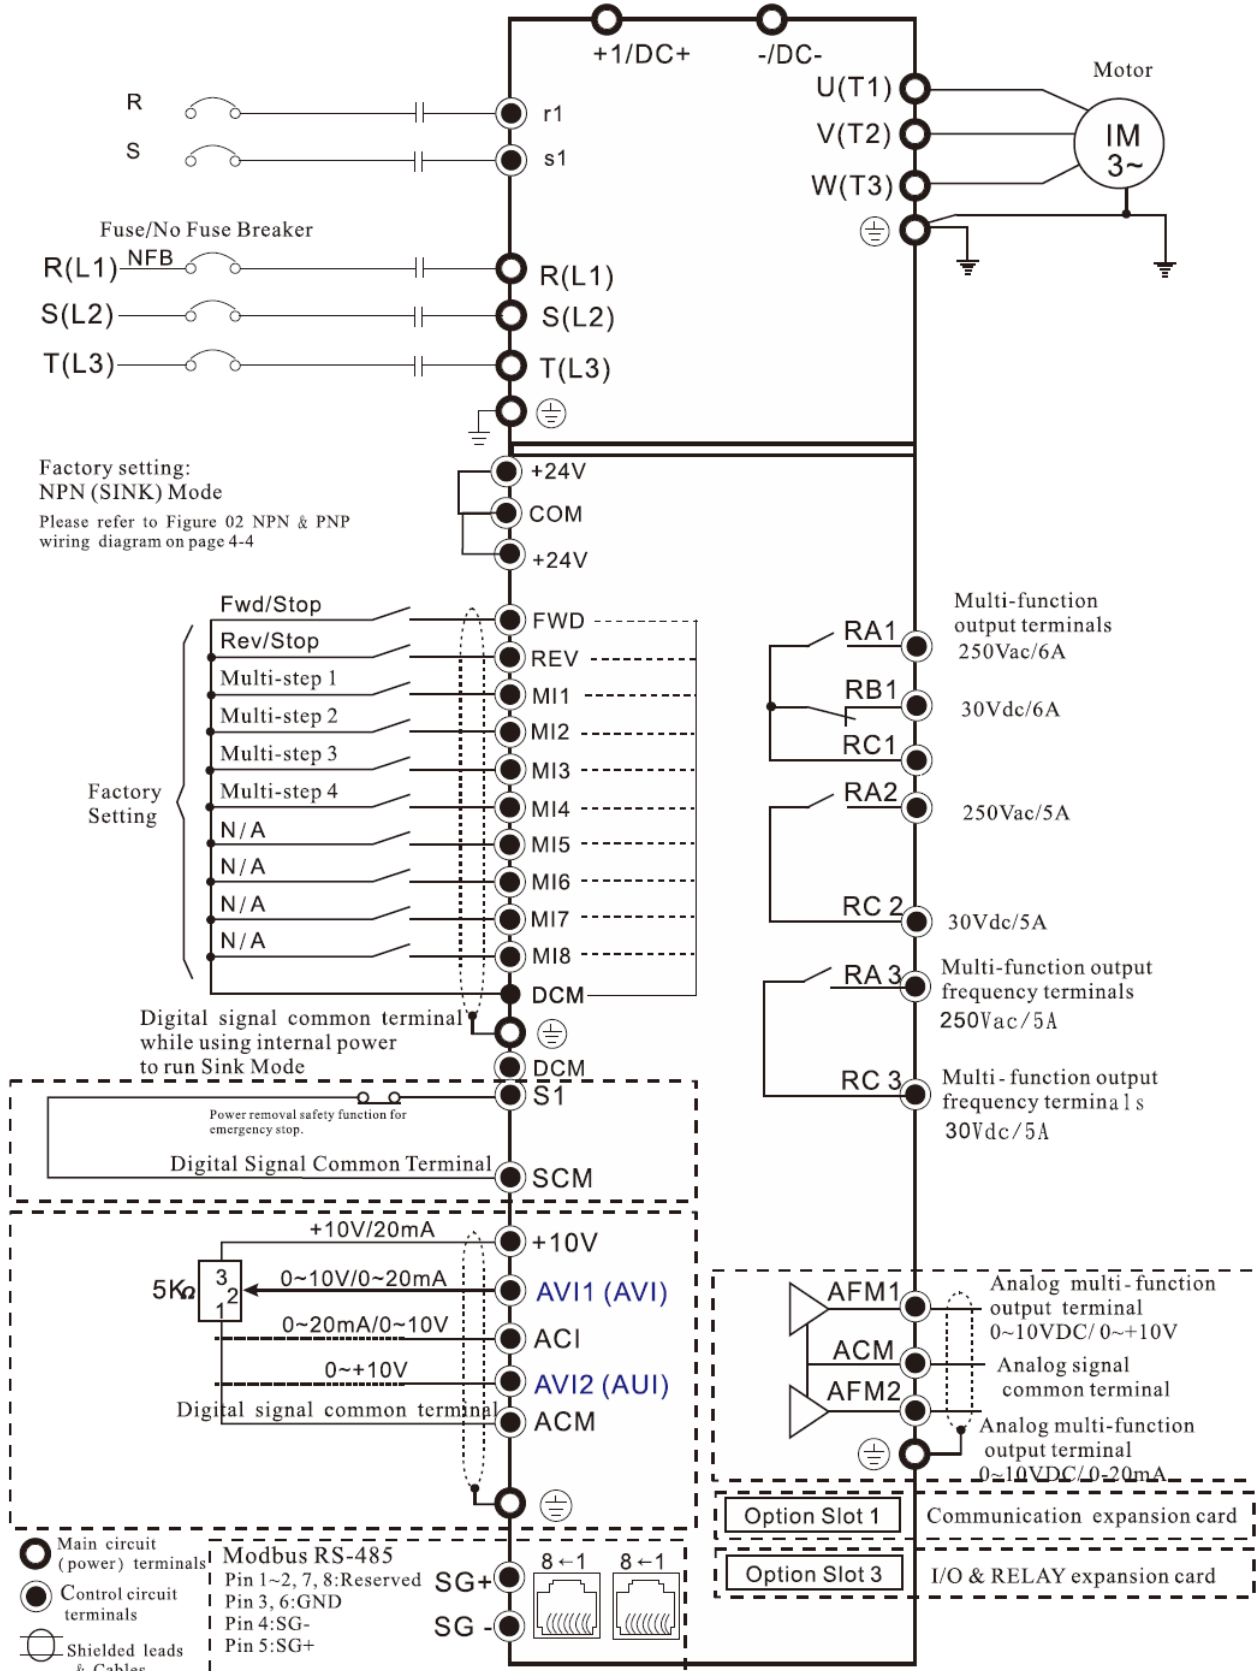 +1/DC+
-/DC-
Motor
U(T1)
V(T2)
W(T3)
IM
3~
R
r1
S
s1
Fuse/No Fuse Breaker
R(L1)
NFB
R(L1)
S(L2)
S(L2)
T(L3)
T(L3)
Factory setting:
NPN (SINK) Mode
Please refer to Figure 02 NPN & PNP
wiring diagram on page 4-4
+24V
COM
+24V
Factory
Setting
Fwd/Stop
FWD
Rev/Stop
REV
Multi-step 1
MI1
Multi-step 2
MI2
Multi-step 3
MI3
Multi-step 4
MI4
N/A
MI5
N/A
MI6
N/A
MI7
N/A
MI8
DCM
Digital signal common terminal
while using internal power
to run Sink Mode
DCM
S1
Power removal safety function for
emergency stop.
Digital Signal Common Terminal
SCM
RA1
Multi-function
output terminals
250Vac/6A
RB1
30Vdc/6A
RC1
RA2
250Vac/5A
RC 2
30Vdc/5A
RA 3
Multi-function output
frequency terminals
250Vac/5A
RC 3
Multi-function output
frequency terminals
30Vdc/5A
+10V/20mA
+10V
5KΩ
3
2
1
0~10V/0~20mA
AVI1 (AVI)
0~20mA/0~10V
ACI
0~+10V
AVI2 (AUI)
Digital signal common terminal
ACM
AFM1
Analog multi-function
output terminal
0~10VDC/ 0~+10V
ACM
Analog signal
common terminal
AFM2
Analog multi-function
output terminal
0~10VDC/ 0-20mA
Option Slot 1
Communication expansion card
Option Slot 3
I/O & RELAY expansion card
Main circuit
(power) terminals
Control circuit
terminals
Shielded leads
& Cables
Modbus RS-485
Pin 1~2, 7, 8:Reserved
Pin 3, 6:GND
Pin 4:SG-
Pin 5:SG+
SG+
SG -
8←1
8←1